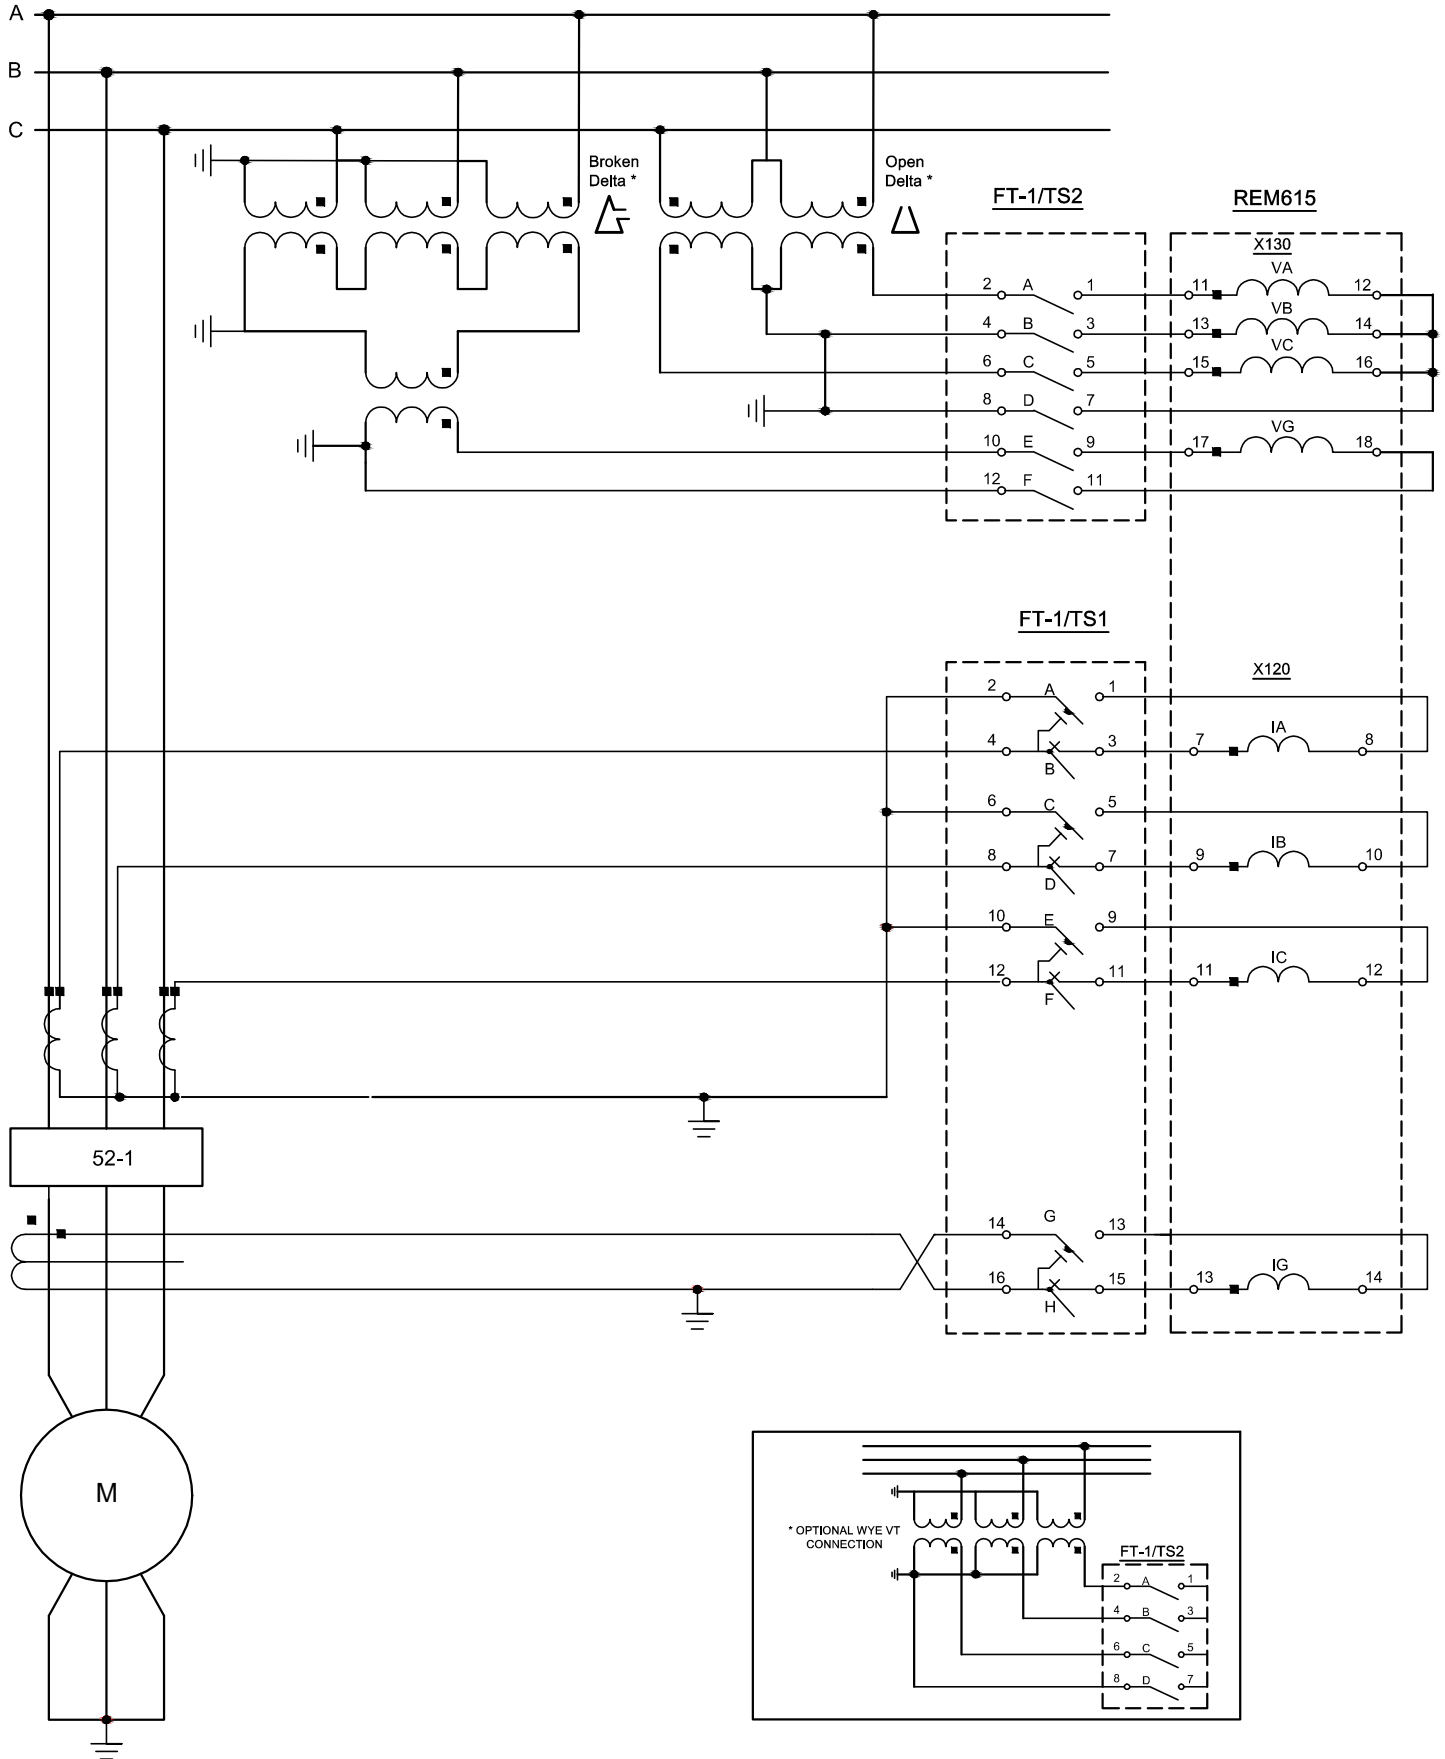 A
B
C
Broken
Delta *
Open
Delta *
FT-1/TS2
REM615
X130
2 A 1 11 VA 12
4 B 3 13 VB 14
6 C 5 15 VC 16
8 D 7
10 E 9 17 VG 18
12 F 11
FT-1/TS1
X120
2 A 1
4 B 3 7 IA 8
6 C 5
8 D 7 9 IB 10
10 E 9
12 F 11 11 IC 12
52-1
14 G 13
16 H 15 13 IG 14
M
* OPTIONAL WYE VT
CONNECTION
FT-1/TS2
2 A 1
4 B 3
6 C 5
8 D 7